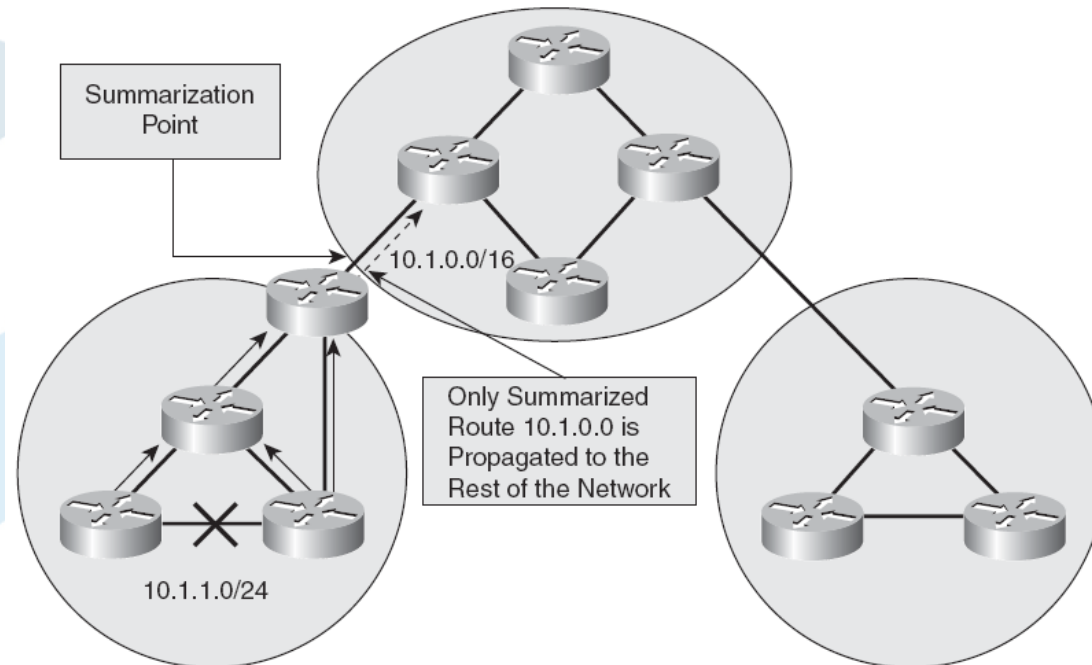 Summarization
Point
10.1.0.0/16
Only Summarized
Route 10.1.0.0 is
Propagated to the
Rest of the Network
10.1.1.0/24